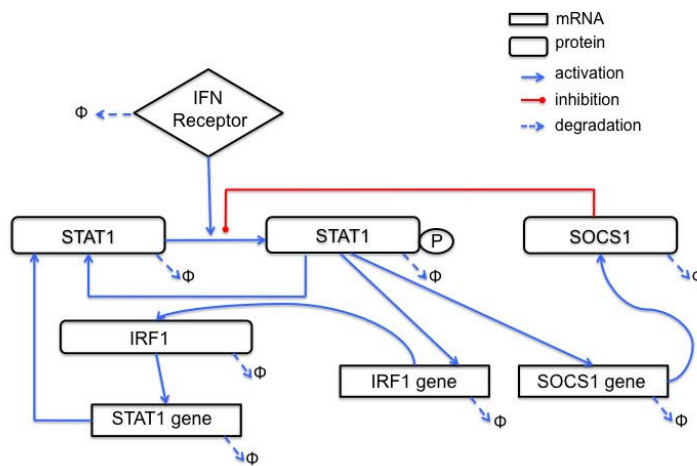 mRNA
protein
activation
inhibition
degradation
IFN
Receptor
Φ
STAT1
STAT1
P
SOCS1
Φ
Φ
Φ
IRF1
Φ
IRF1 gene
SOCS1 gene
STAT1 gene
Φ
Φ
Φ